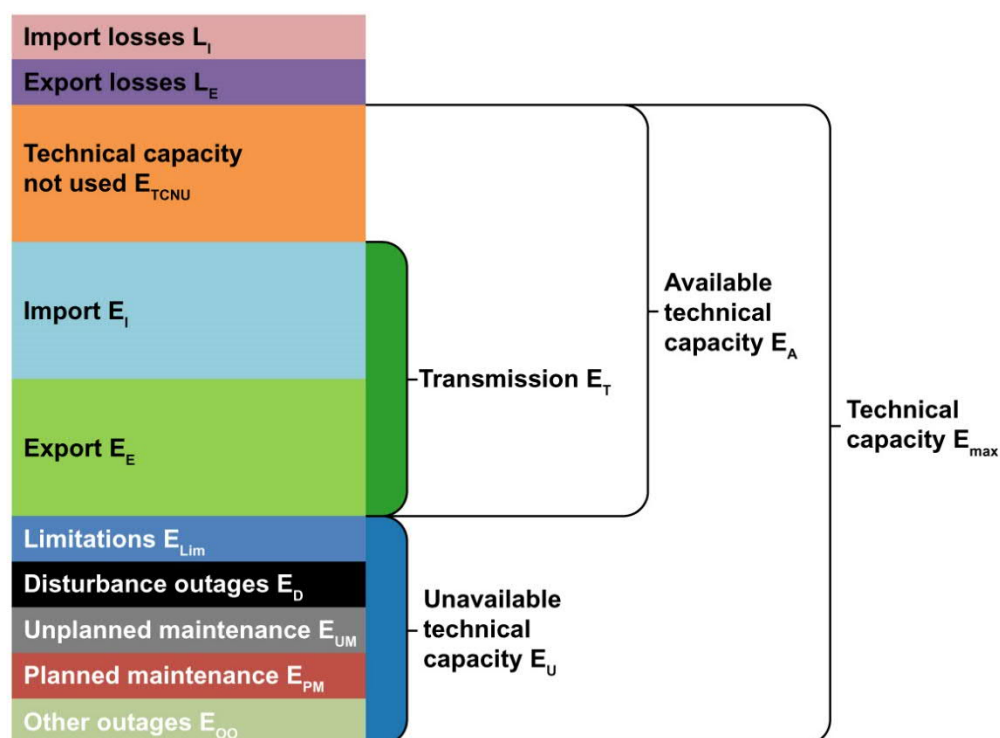 Import losses L_I
Export losses L_E
Technical capacity
not used E_TCNU
Import E_I
Export E_E
Limitations E_Lim
Disturbance outages E_D
Unplanned maintenance E_UM
Planned maintenance E_PM
Other outages E_OO
Transmission E_T
Unavailable
technical
capacity E_U
Available
technical
capacity E_A
Technical
capacity E_max